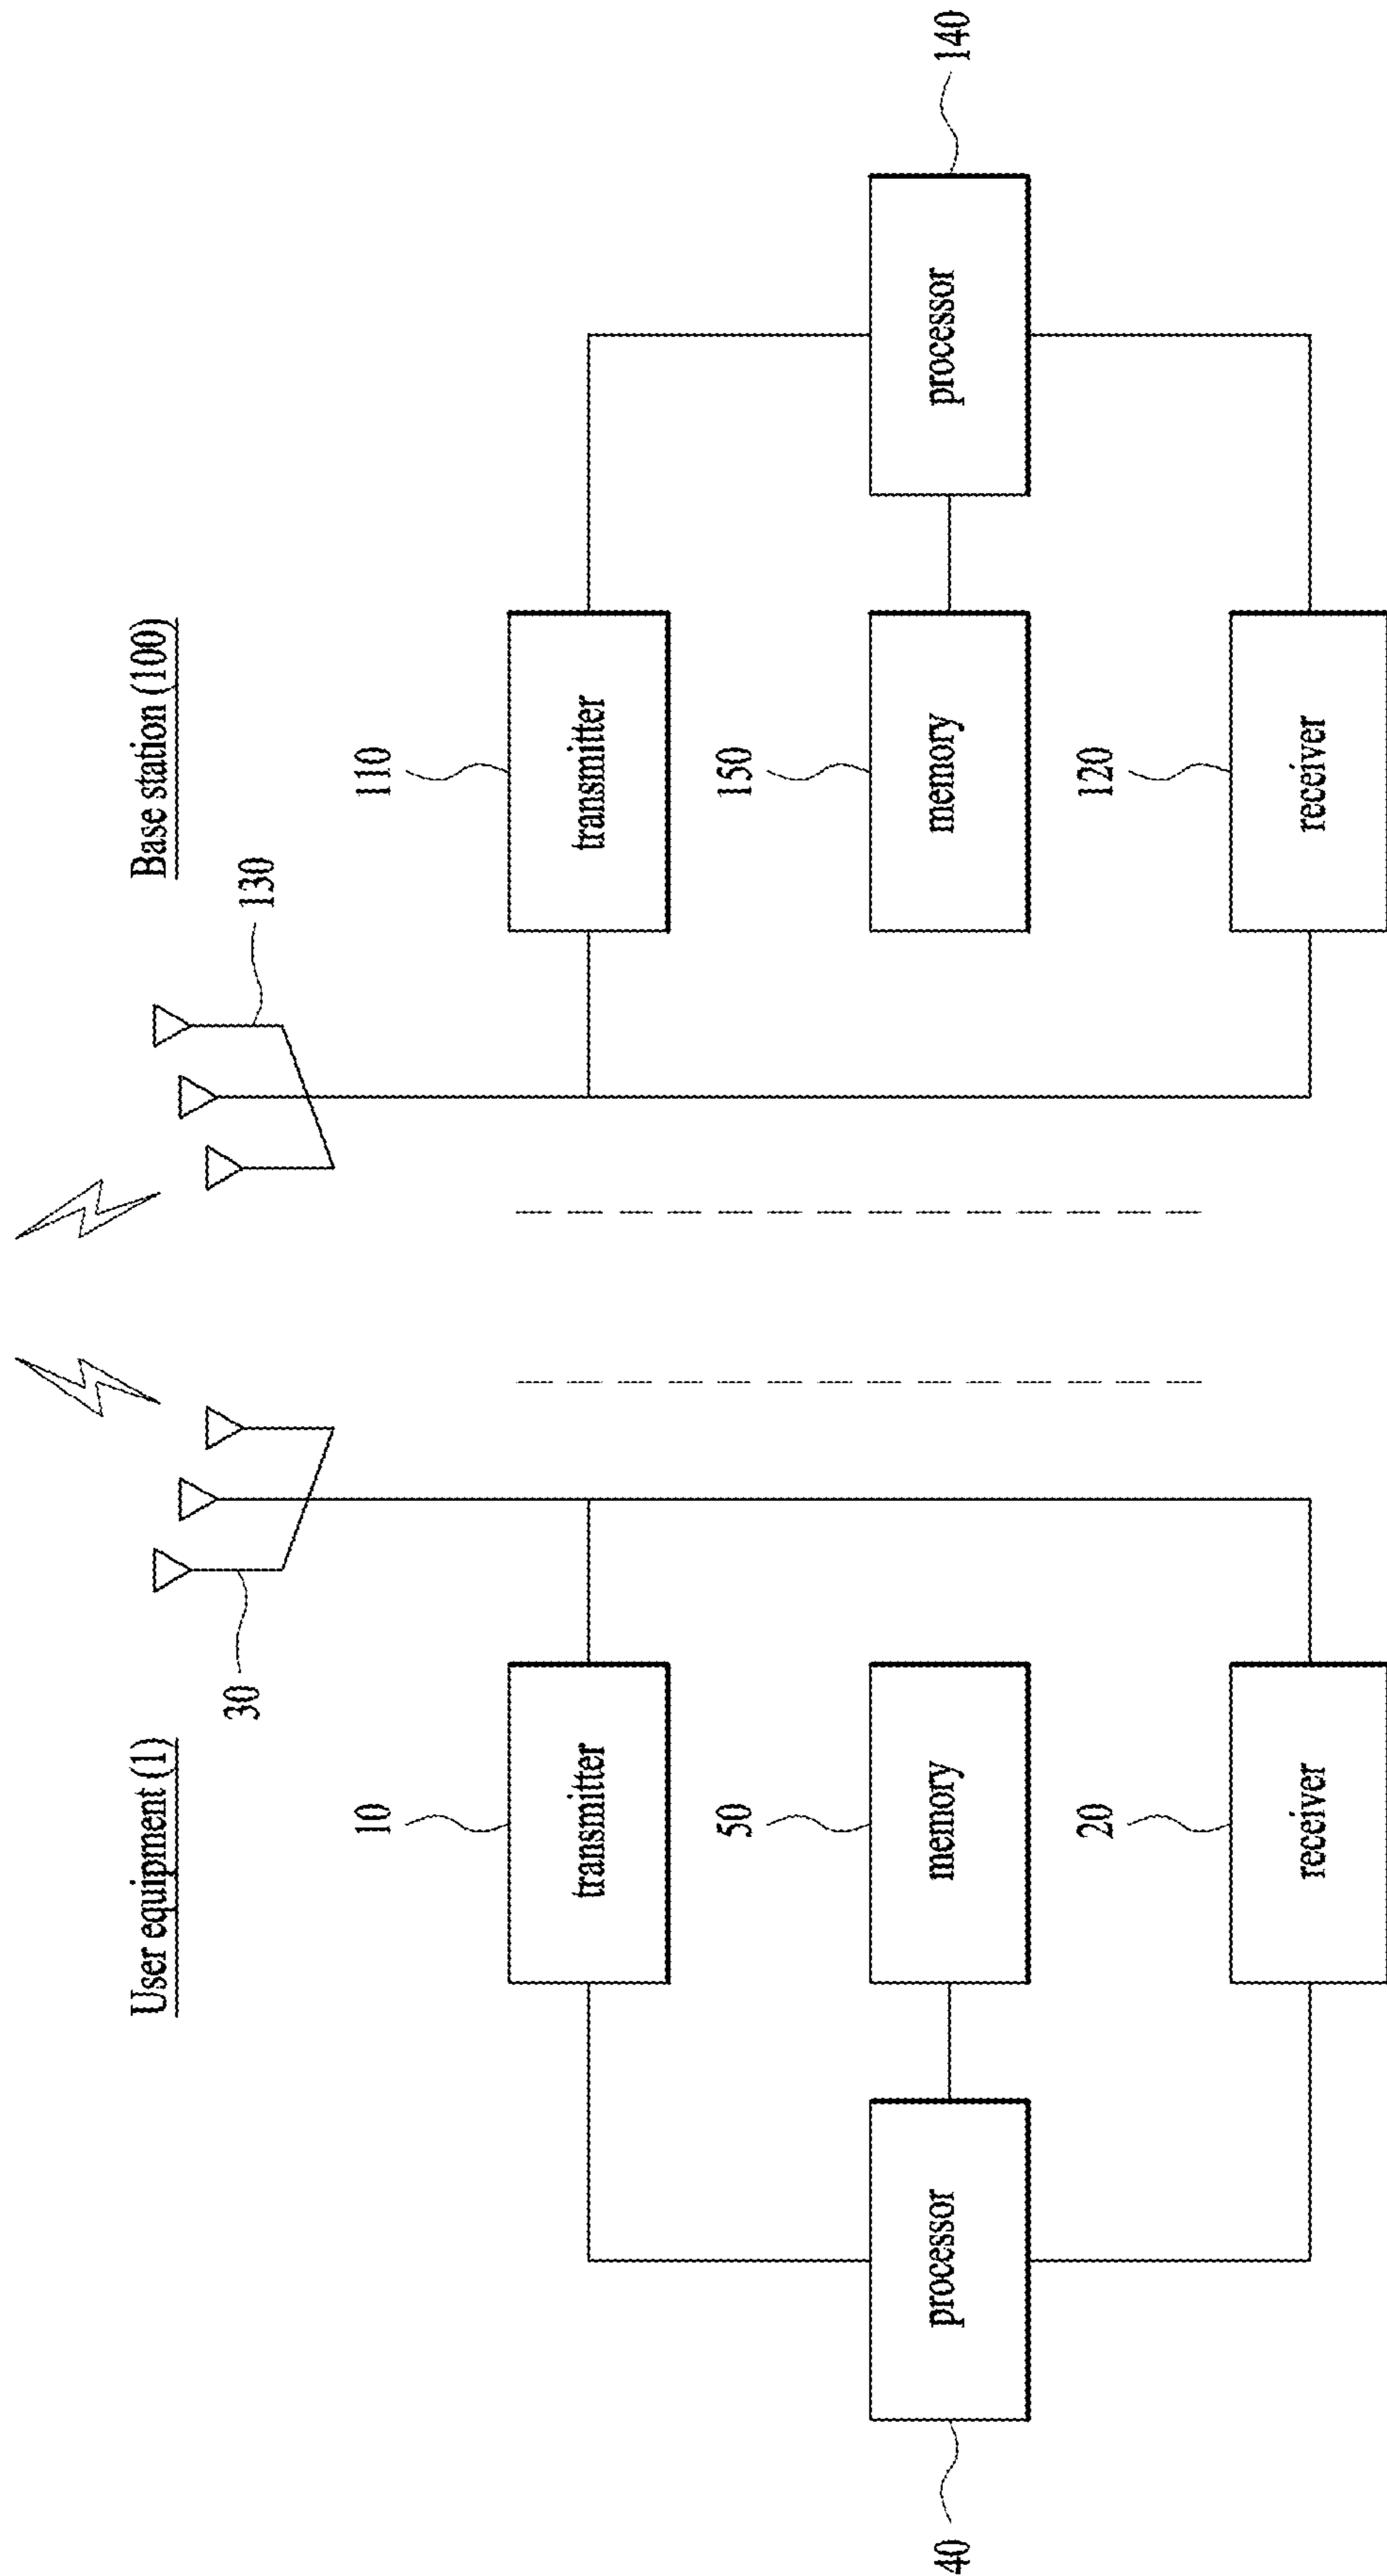 User equipment (1)
Base station (100)
30
130
10
transmitter
110
transmitter
40
processor
50
memory
150
memory
processor
140
20
receiver
120
receiver